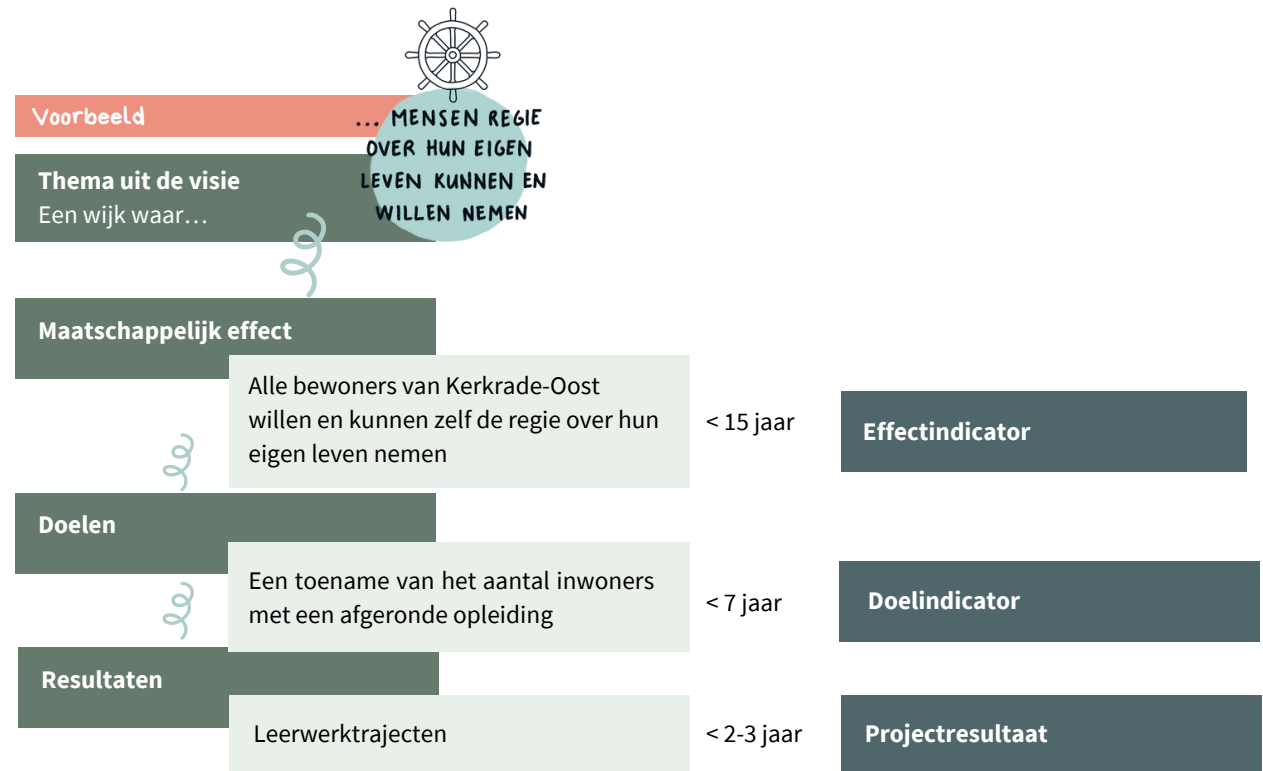 Voorbeeld
... MENSEN REGIE
OVER HUN EIGEN
LEVEN KUNNEN EN
WILLEN NEMEN
Thema uit de visie
Een wijk waar…
Maatschappelijk effect
Alle bewoners van Kerkrade-Oost
willen en kunnen zelf de regie over hun
eigen leven nemen
< 15 jaar
Effectindicator
Doelen
Een toename van het aantal inwoners
met een afgeronde opleiding
< 7 jaar
Doelindicator
Resultaten
Leerwerktrajecten
< 2-3 jaar
Projectresultaat